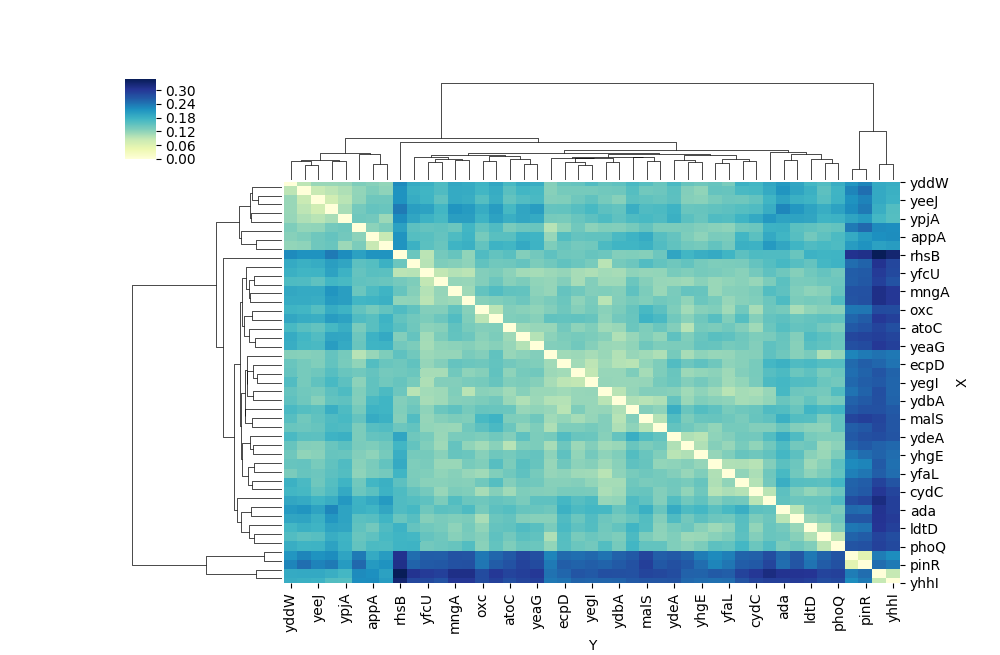 0.30
0.24
0.18
0.12
0.06
0.00
yddW
yeeJ
ypjA
appA
rhsB
yfcU
mngA
oxc
atoC
yeaG
ecpD
yegI
ydbA
malS
ydeA
yhgE
yfaL
cydC
ada
ldtD
phoQ
pinR
yhhI
X
yddW yeeJ ypjA appA rhsB yfcU mngA oxc atoC yeaG ecpD yegI ydbA malS ydeA yhgE yfaL cydC ada ldtD phoQ pinR yhhI
Y